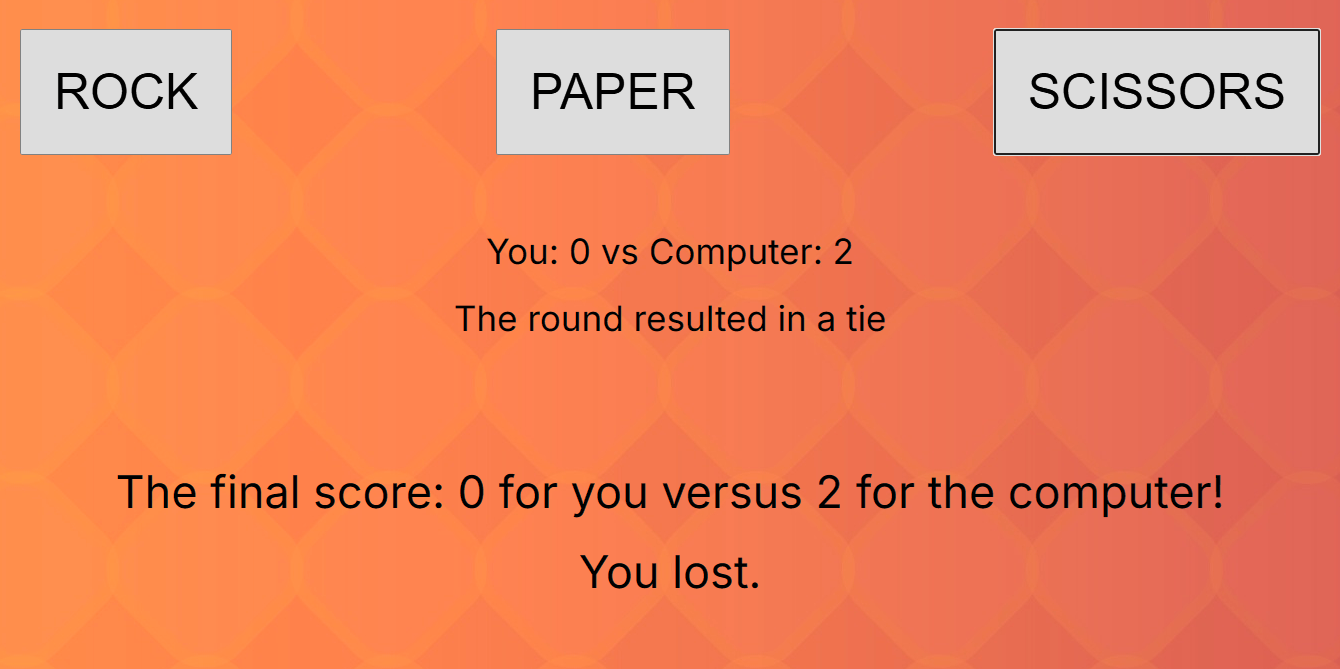 ROCK PAPER SCISSORS
You: 0 vs Computer: 2
The round resulted in a tie
The final score: 0 for you versus 2 for the computer!
You lost.